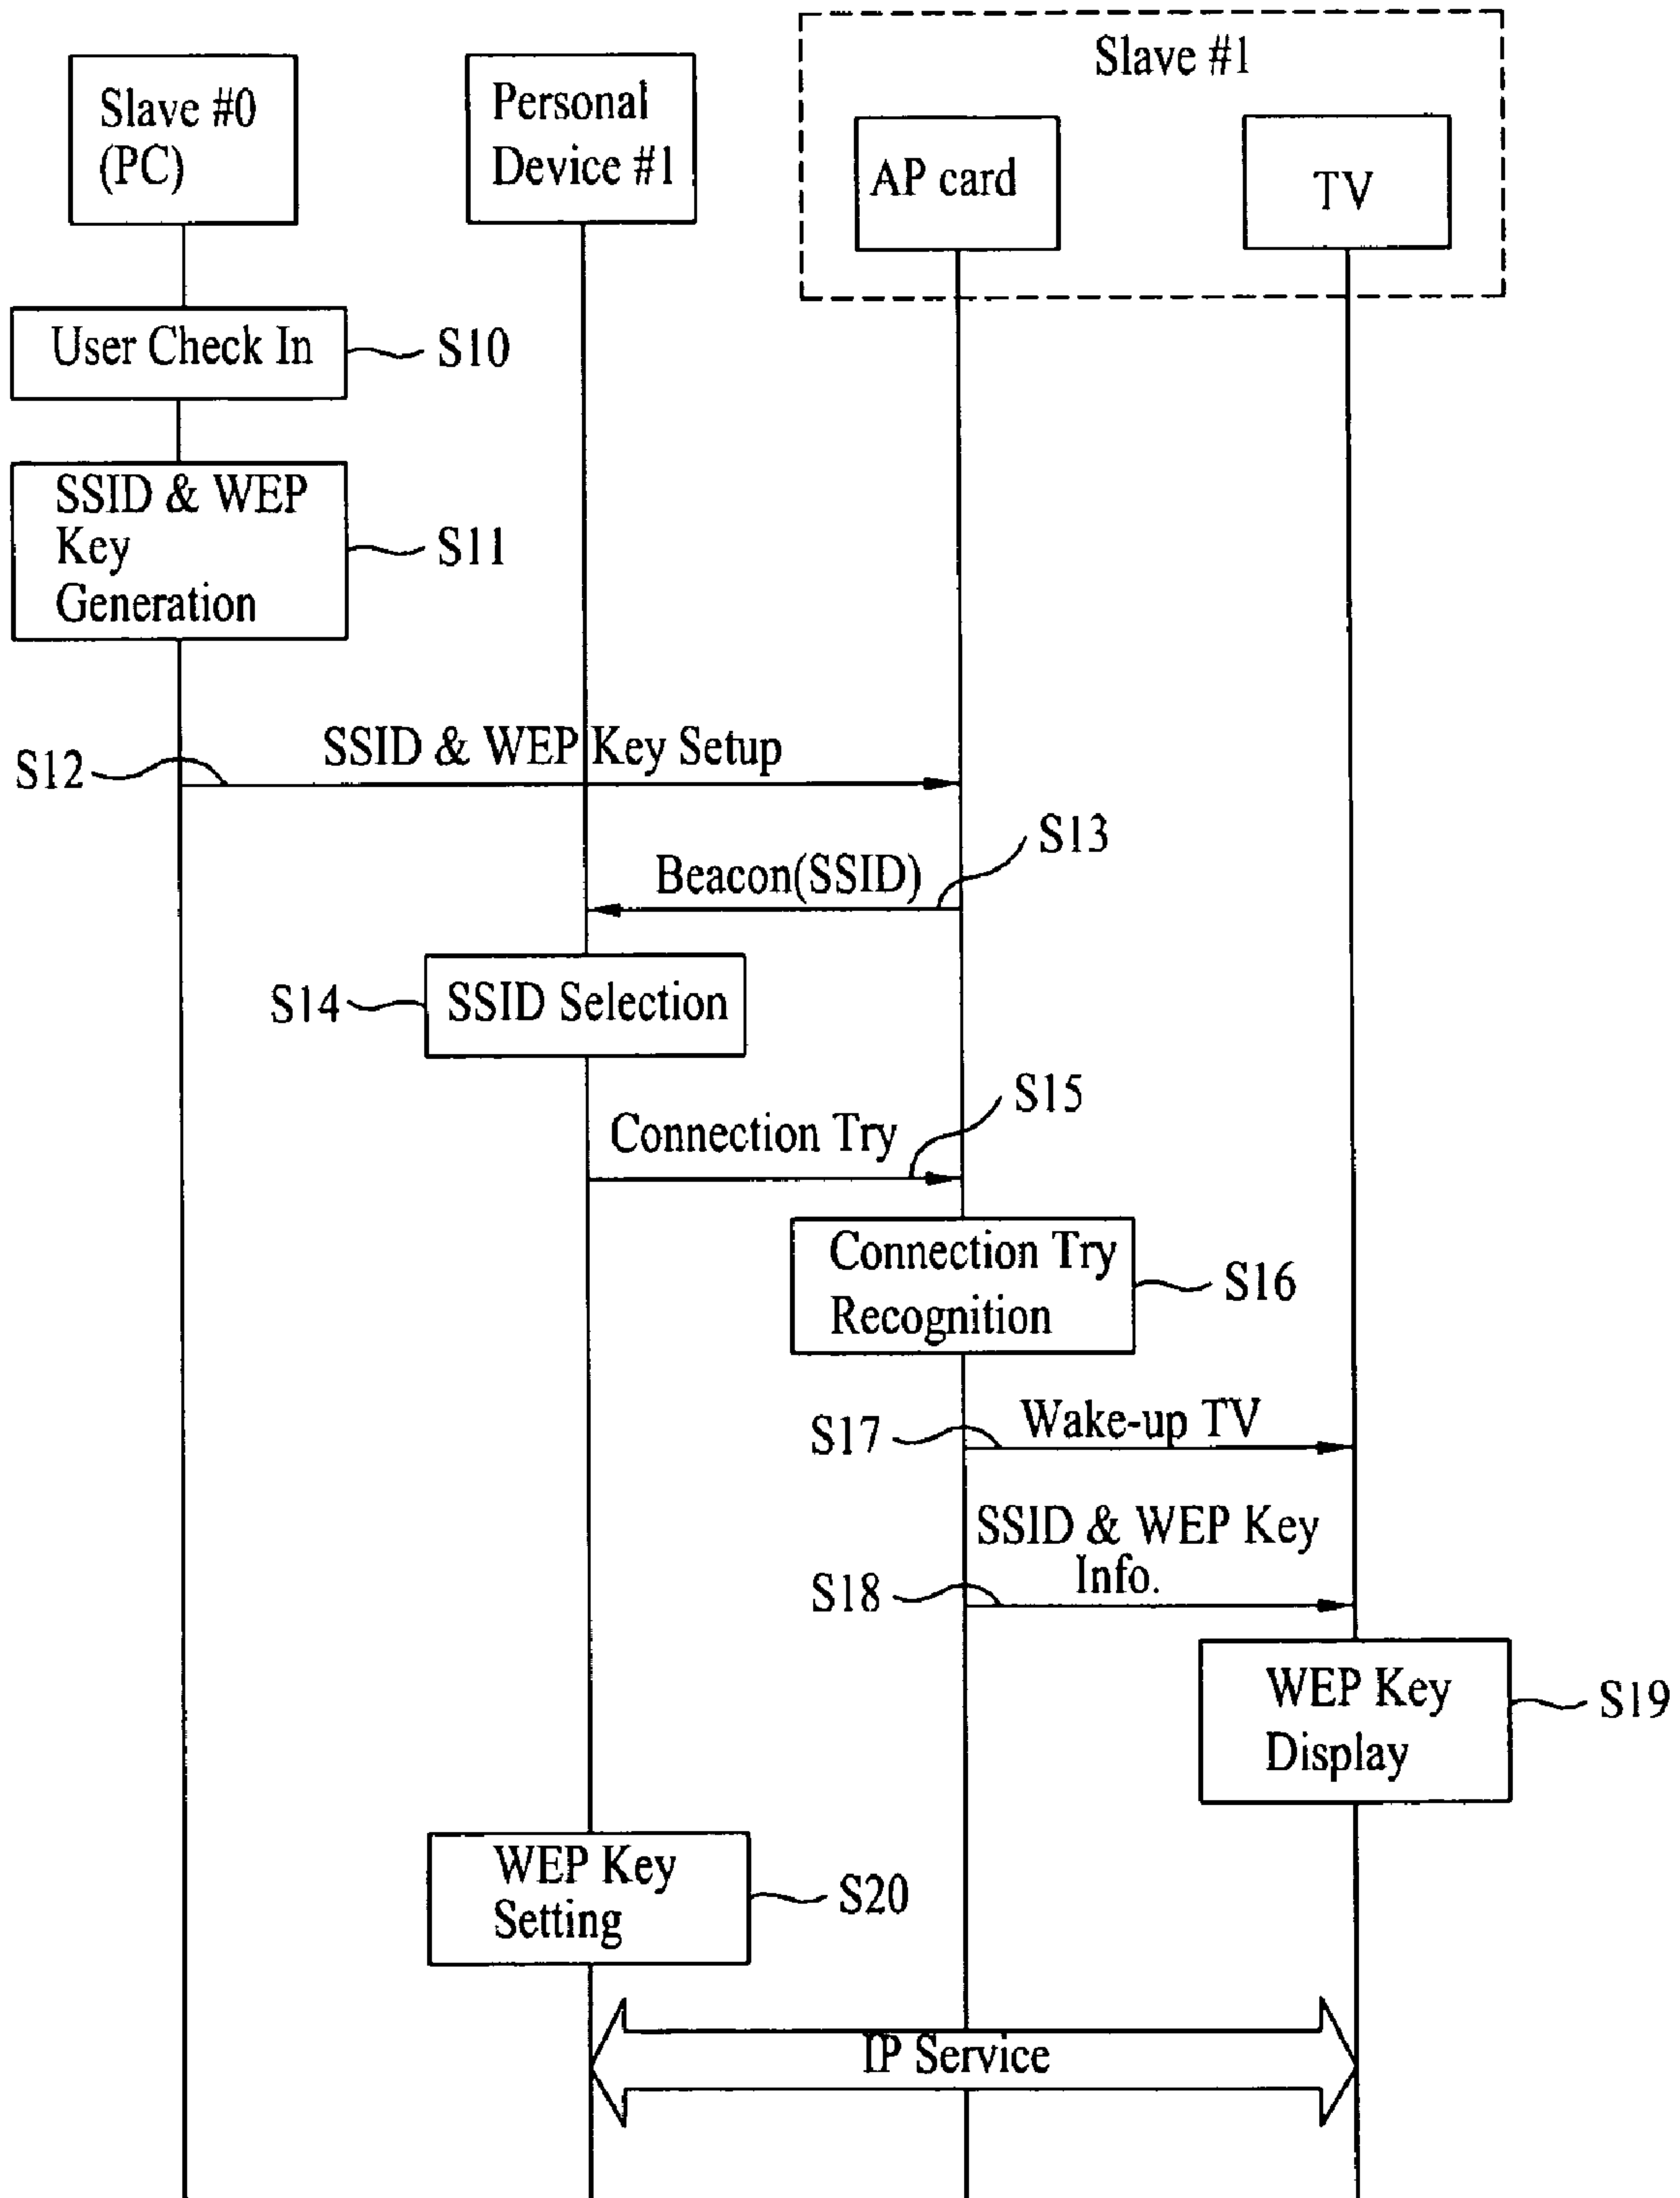 Slave #1
Slave #0
(PC)
Personal
Device #1
AP card
TV
User Check In
S10
SSID & WEP
Key
Generation
S11
SSID & WEP Key Setup
S12
S13
Beacon(SSID)
S14
SSID Selection
S15
Connection Try
Connection Try
Recognition
S16
Wake-up TV
S17
SSID & WEP Key
Info.
S18
WEP Key
Display
S19
WEP Key
Setting
S20
IP Service